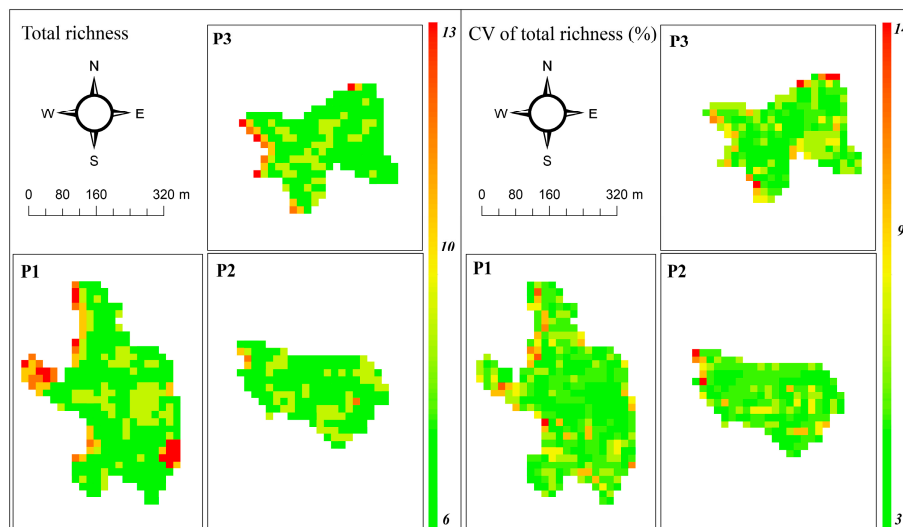 Total richness
P3
N
W E
S
0 80 160 320 m
P1
P2
13
10
6
CV of total richness (%)
P3
N
W E
S
0 80 160 320 m
P1
P2
14
9
3